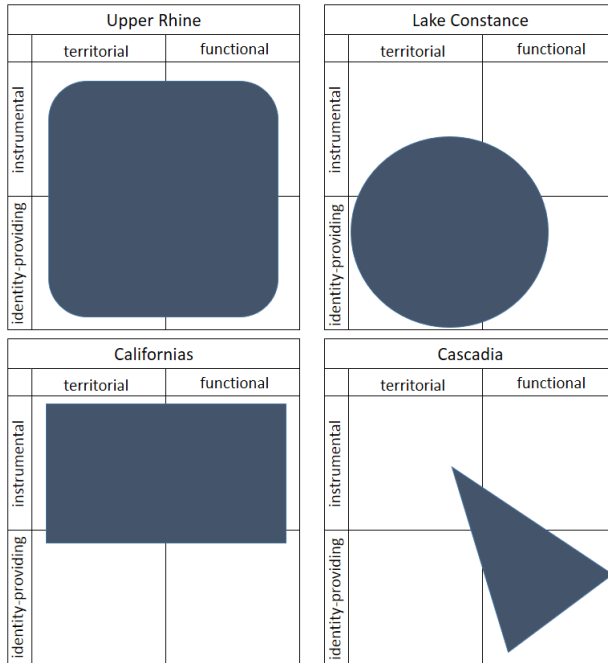 Upper Rhine
territorial functional
instrumental
identity-providing
Lake Constance
territorial functional
instrumental
identity-providing
Californias
territorial functional
instrumental
identity-providing
Cascadia
territorial functional
instrumental
identity-providing